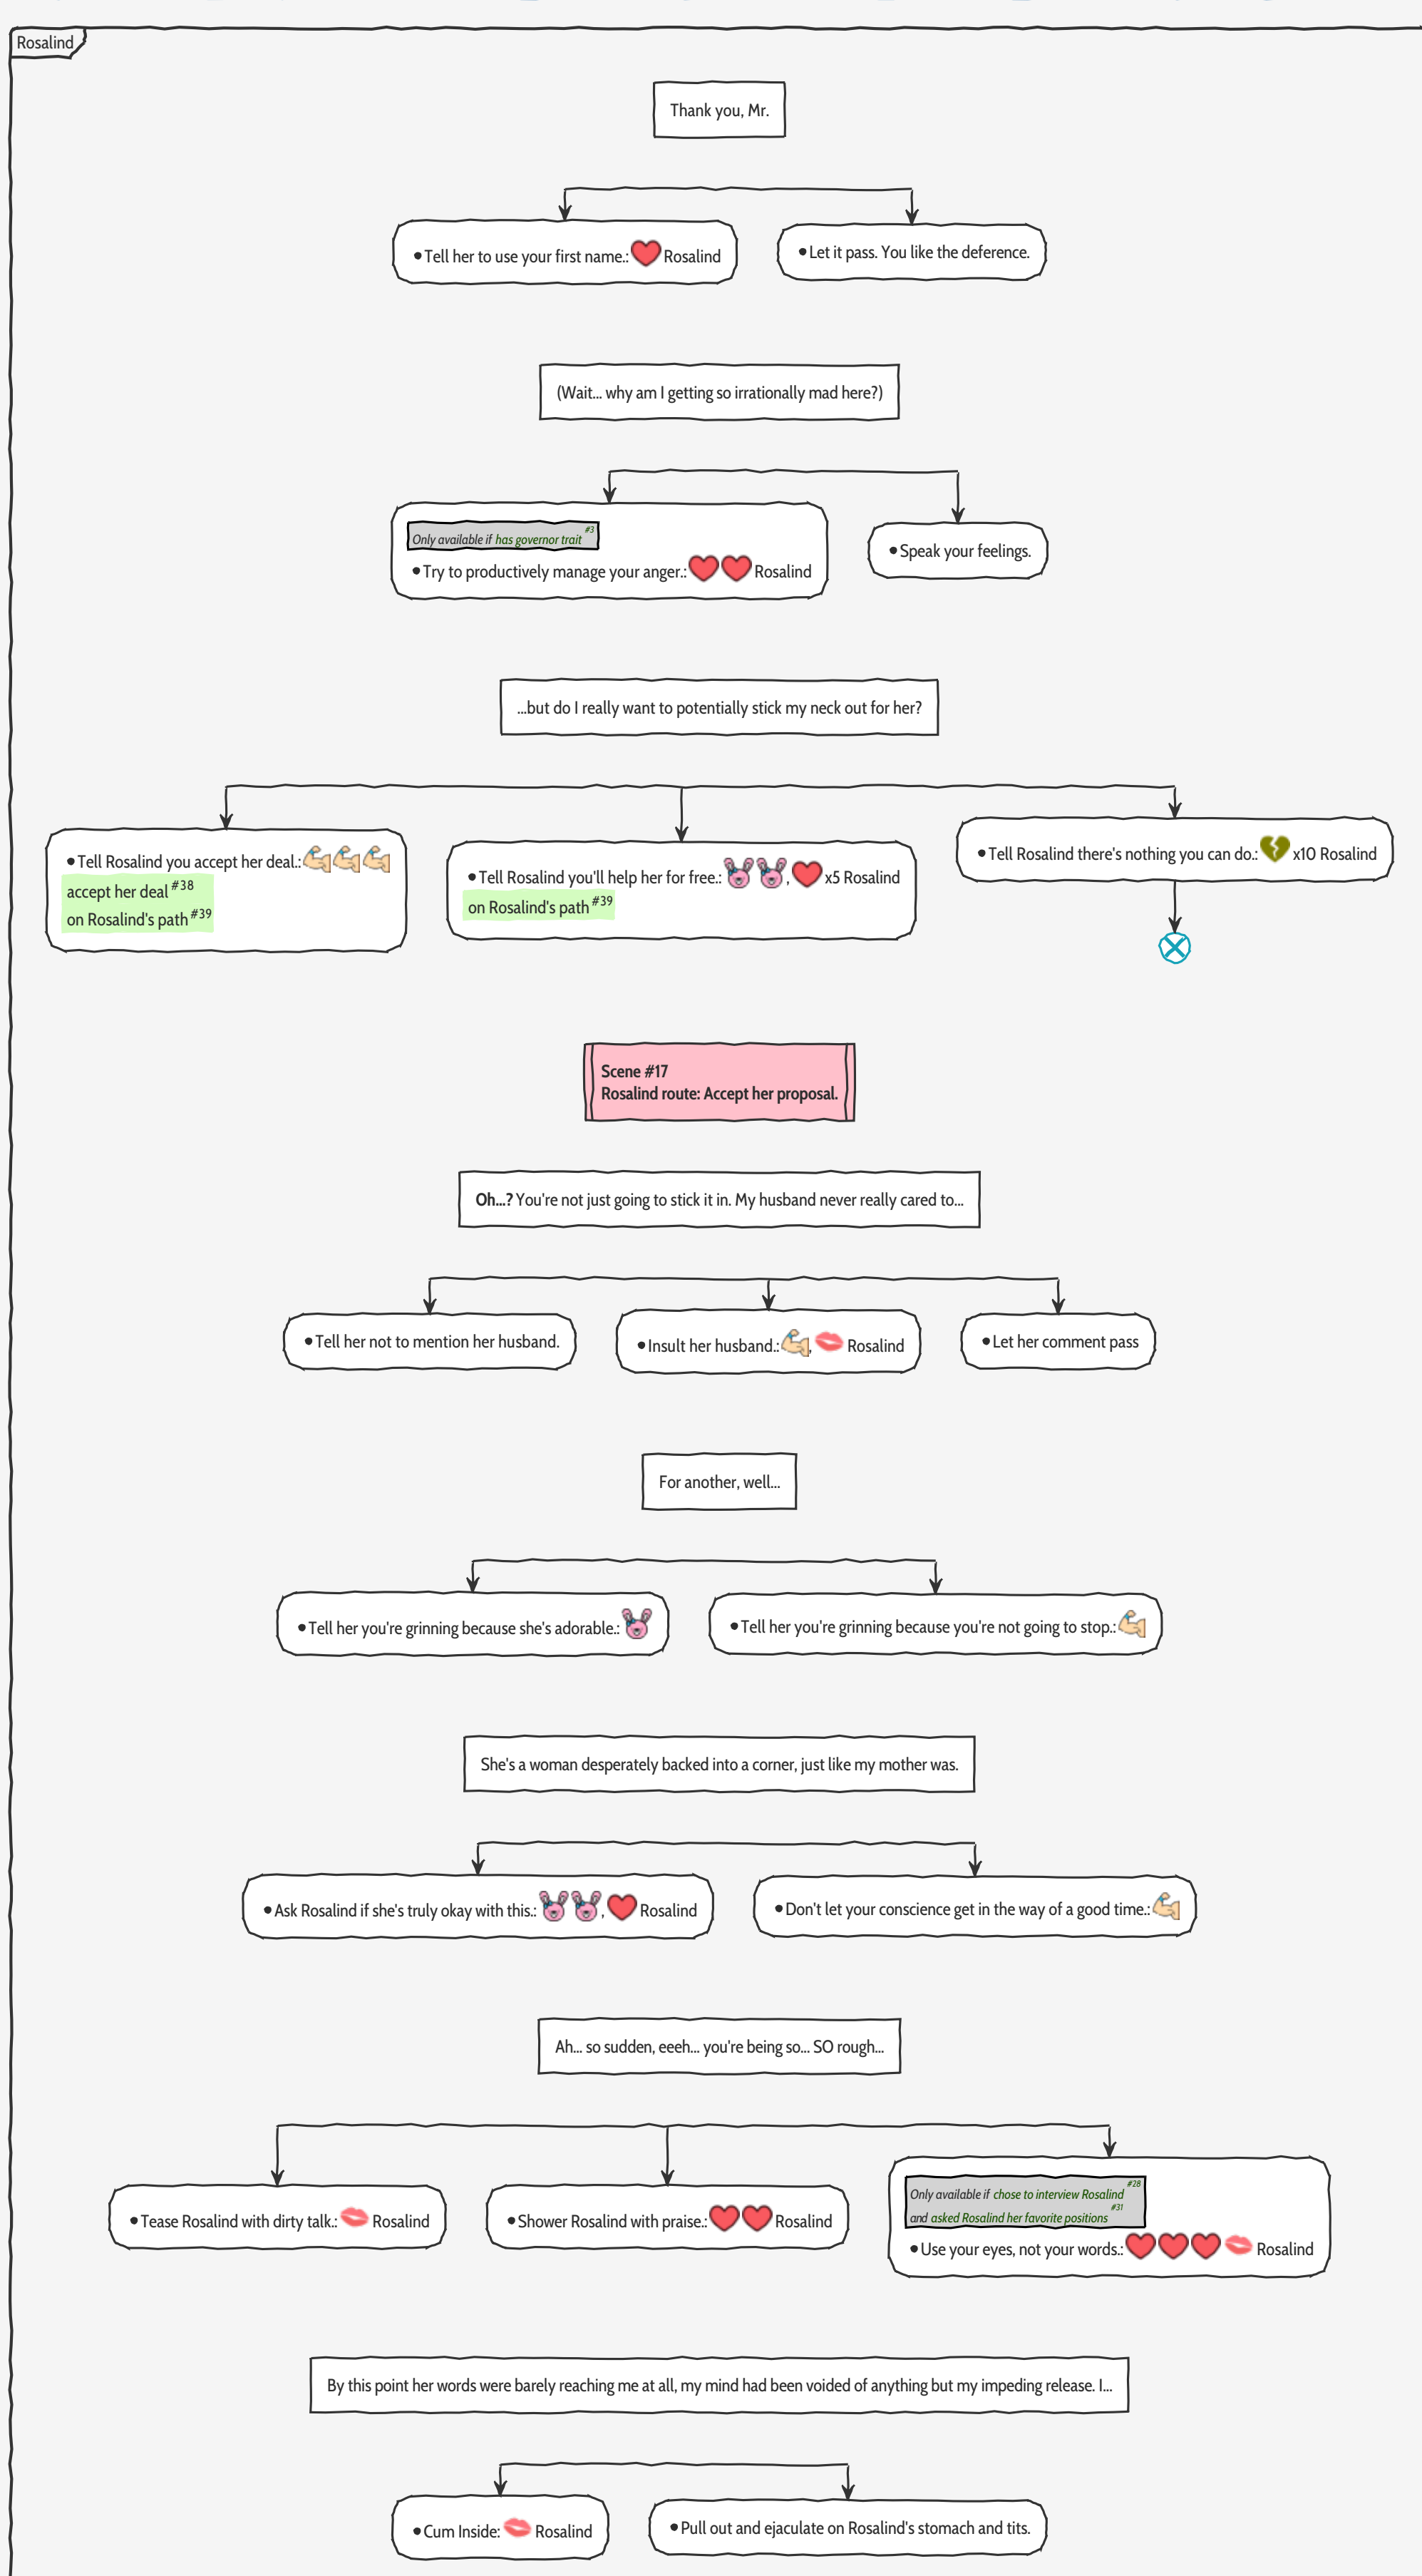 Rosalind
Thank you, Mr.
•Tell her to use your first name.: Rosalind
•Let it pass. You like the deference.
(Wait... why am I getting so irrationally mad here?)
Only available if has governor trait #3
•Try to productively manage your anger.: Rosalind
•Speak your feelings.
...but do I really want to potentially stick my neck out for her?
•Tell Rosalind you accept her deal.:
accept her deal #38
on Rosalind's path #39
•Tell Rosalind you'll help her for free.: , x5 Rosalind
on Rosalind's path #39
•Tell Rosalind there's nothing you can do.: x10 Rosalind
Scene #17
Rosalind route: Accept her proposal.
Oh...? You're not just going to stick it in. My husband never really cared to...
•Tell her not to mention her husband.
•Insult her husband.: , Rosalind
•Let her comment pass
For another, well...
•Tell her you're grinning because she's adorable.:
•Tell her you're grinning because you're not going to stop.:
She's a woman desperately backed into a corner, just like my mother was.
•Ask Rosalind if she's truly okay with this.: , Rosalind
•Don't let your conscience get in the way of a good time.:
Ah... so sudden, eeeh... you're being so... SO rough...
•Tease Rosalind with dirty talk.: Rosalind
•Shower Rosalind with praise.: Rosalind
Only available if chose to interview Rosalind #28
and asked Rosalind her favorite positions #31
•Use your eyes, not your words.: Rosalind
By this point her words were barely reaching me at all, my mind had been voided of anything but my impeding release. I...
•Cum Inside: Rosalind
•Pull out and ejaculate on Rosalind's stomach and tits.